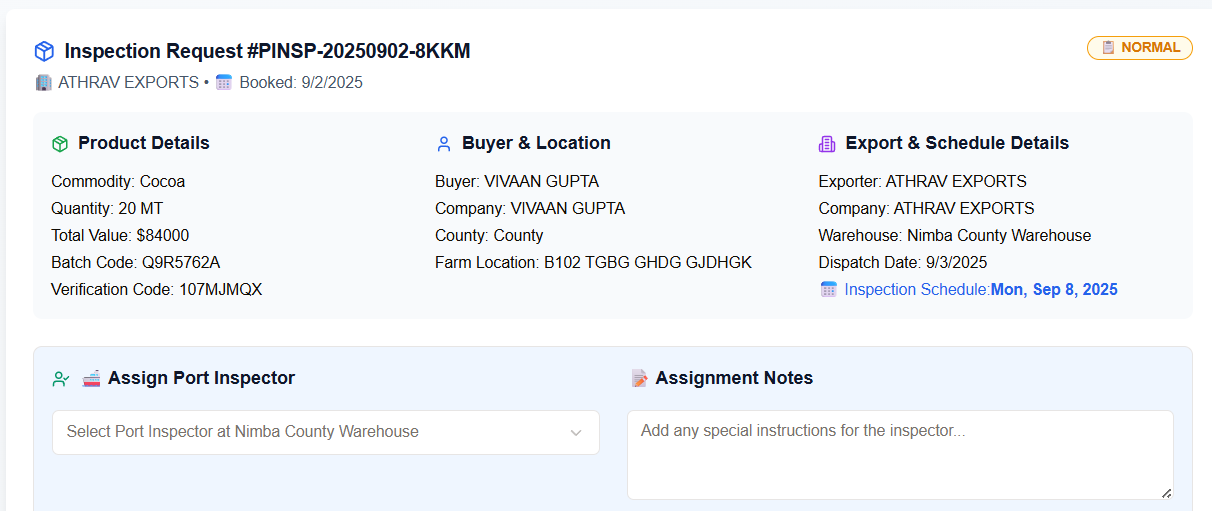 Inspection Request #PINSP-20250902-8KKM
NORMAL
ATHRAV EXPORTS • Booked: 9/2/2025
Product Details
Commodity: Cocoa
Quantity: 20 MT
Total Value: $84000
Batch Code: Q9R5762A
Verification Code: 107MJMQX
Buyer & Location
Buyer: VIVAAN GUPTA
Company: VIVAAN GUPTA
County: County
Farm Location: B102 TGBG GHDG GJDHGK
Export & Schedule Details
Exporter: ATHRAV EXPORTS
Company: ATHRAV EXPORTS
Warehouse: Nimba County Warehouse
Dispatch Date: 9/3/2025
Inspection Schedule:Mon, Sep 8, 2025
Assign Port Inspector
Select Port Inspector at Nimba County Warehouse
Assignment Notes
Add any special instructions for the inspector...